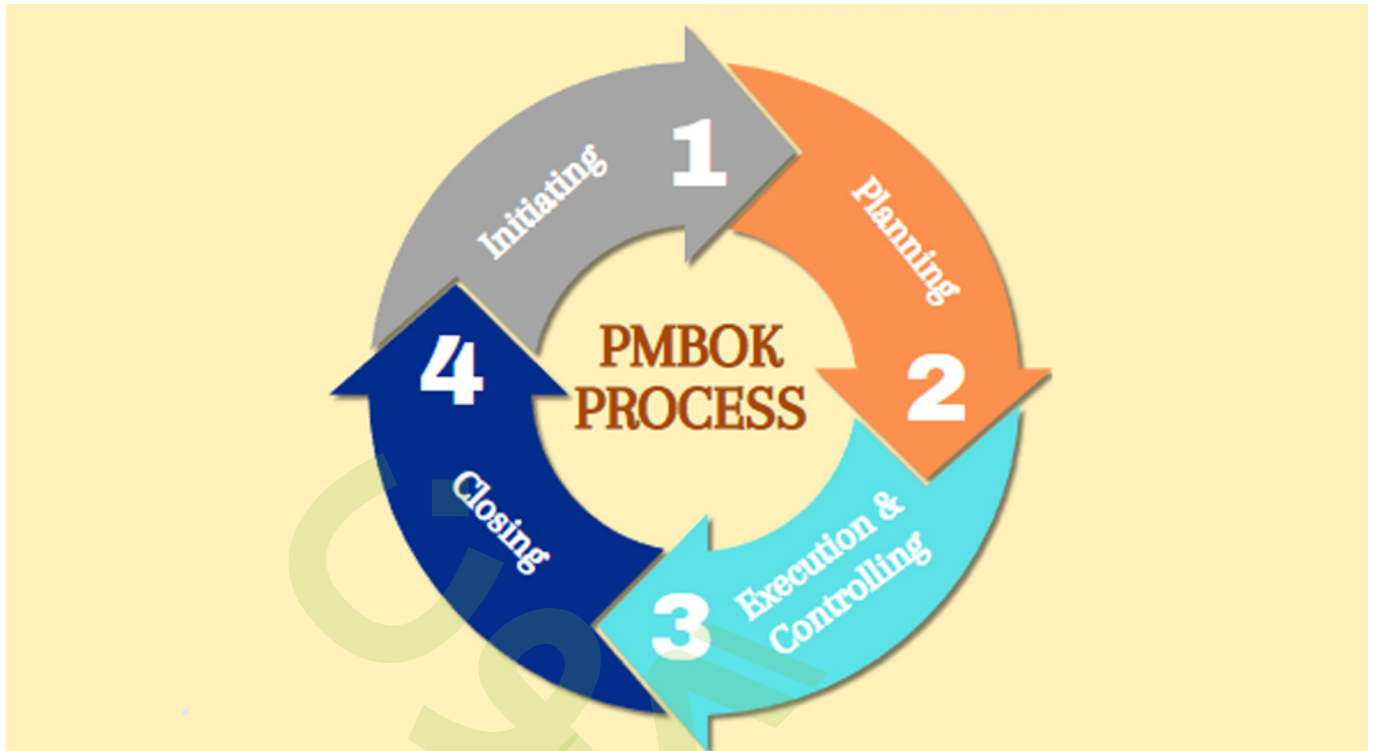 1
Initiating
Planning
2
PMBOK
PROCESS
Execution &
Controlling
3
4
Closing